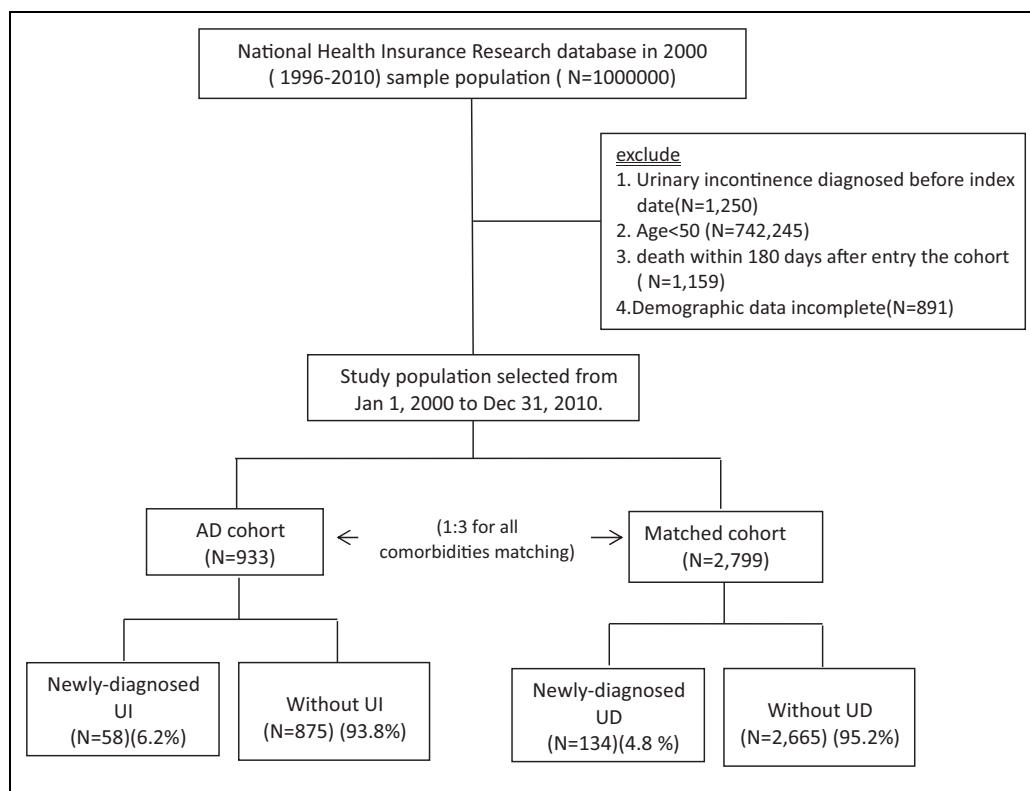 National Health Insurance Research database in 2000
( 1996-2010) sample population ( N=1000000)
exclude
1. Urinary incontinence diagnosed before index
date(N=1,250)
2. Age<50 (N=742,245)
3. death within 180 days after entry the cohort
( N=1,159)
4.Demographic data incomplete(N=891)
Study population selected from
Jan 1, 2000 to Dec 31, 2010.
AD cohort
(N=933)
(1:3 for all
comorbidities matching)
Matched cohort
(N=2,799)
Newly-diagnosed
UI
(N=58)(6.2%)
Without UI
(N=875) (93.8%)
Newly-diagnosed
UD
(N=134)(4.8 %)
Without UD
(N=2,665) (95.2%)